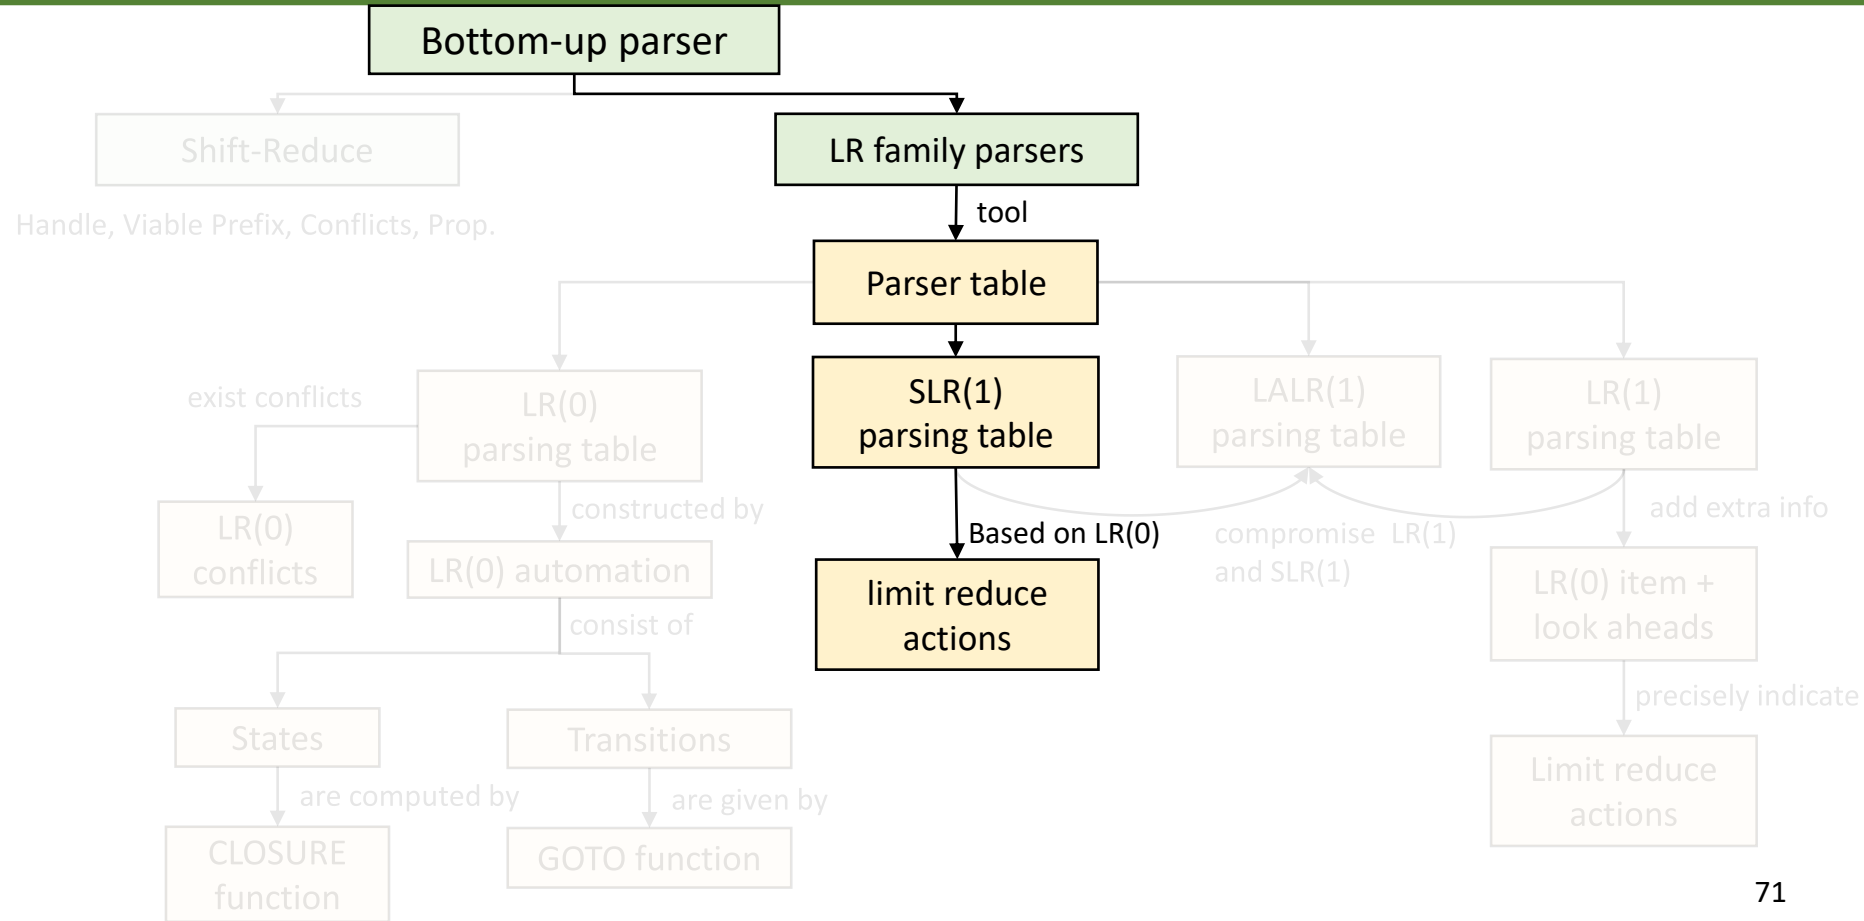 Bottom-up parser
Shift-Reduce
LR family parsers
Handle, Viable Prefix, Conflicts, Prop.
tool
Parser table
exist conflicts
LR(0)
parsing table
SLR(1)
parsing table
LALR(1)
parsing table
LR(1)
parsing table
LR(0)
conflicts
constructed by
LR(0) automation
Based on LR(0)
compromise LR(1)
and SLR(1)
add extra info
limit reduce
actions
LR(0) item +
look aheads
consist of
States
Transitions
precisely indicate
Limit reduce
actions
are computed by
are given by
CLOSURE
function
GOTO function
71